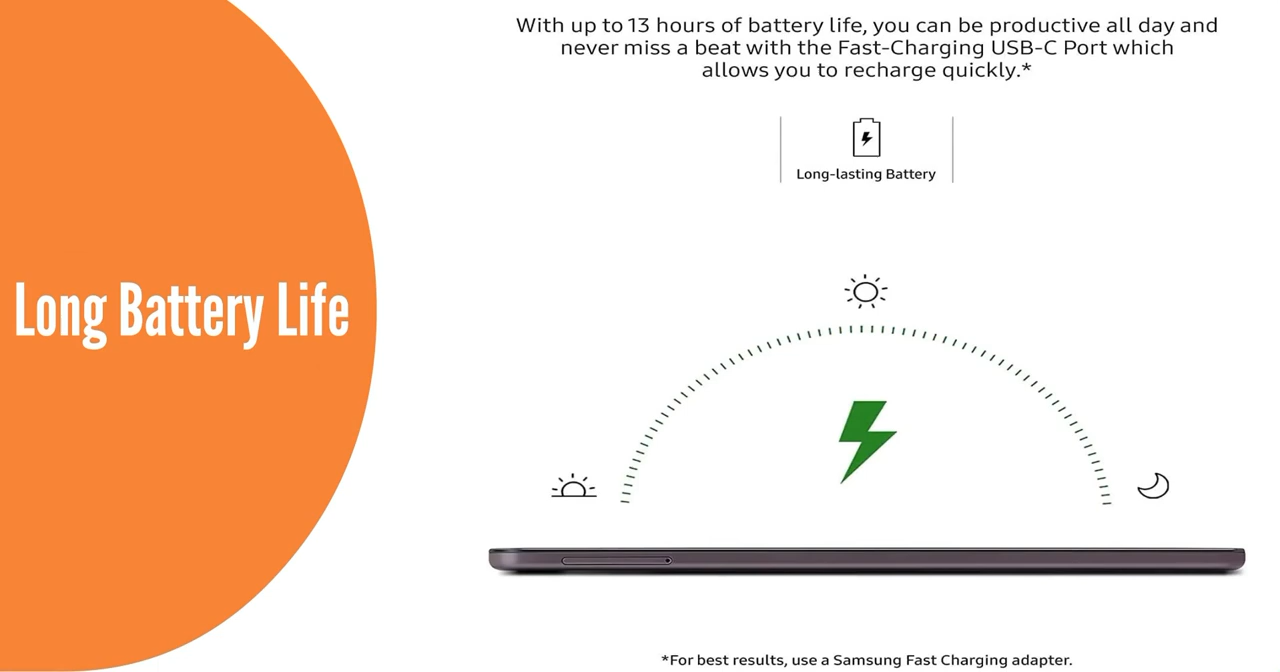 With up to 13 hours of battery life, you can be productive all day and
never miss a beat with the Fast-Charging USB-C Port which
allows you to recharge quickly.*
Long-lasting Battery
Long Battery Life
*For best results, use a Samsung Fast Charging adapter.